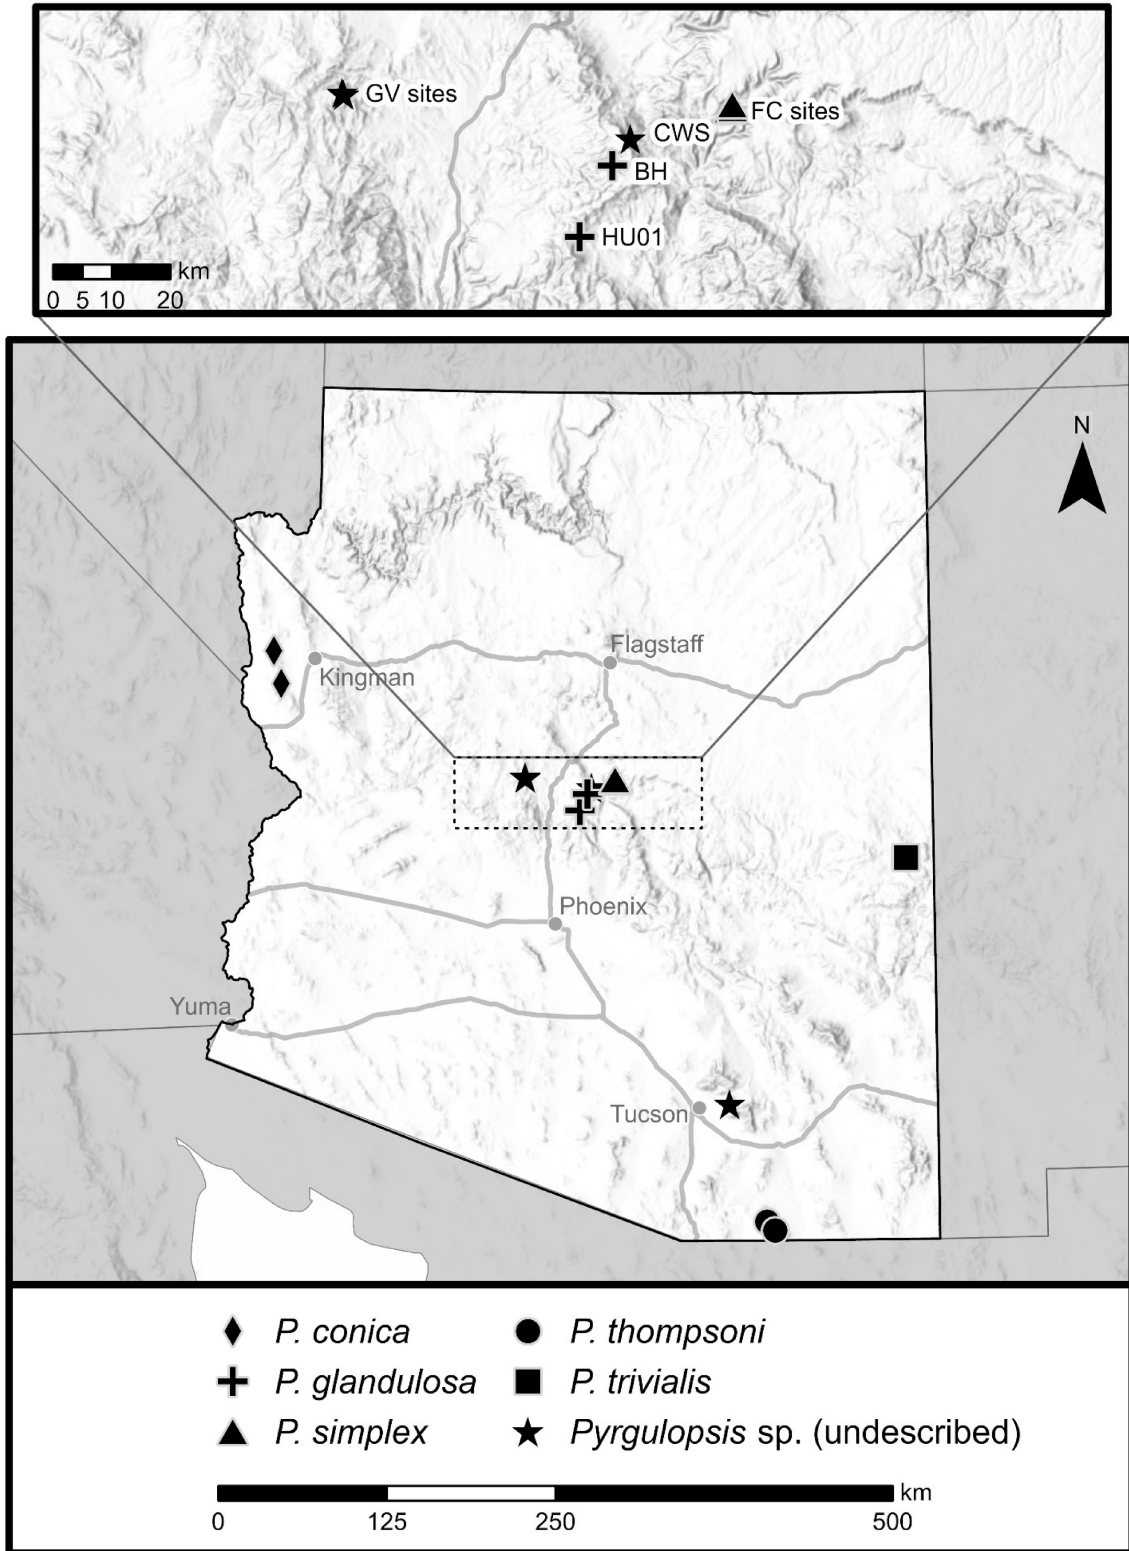 GV sites
FC sites
CWS
BH
HU01
km
0 5 10 20
N
Flagstaff
Kingman
Phoenix
Yuma
Tucson
P. conica P. thompsoni
P. glandulosa P. trivialis
P. simplex Pyrgulopsis sp. (undescribed)
km
0 125 250 500